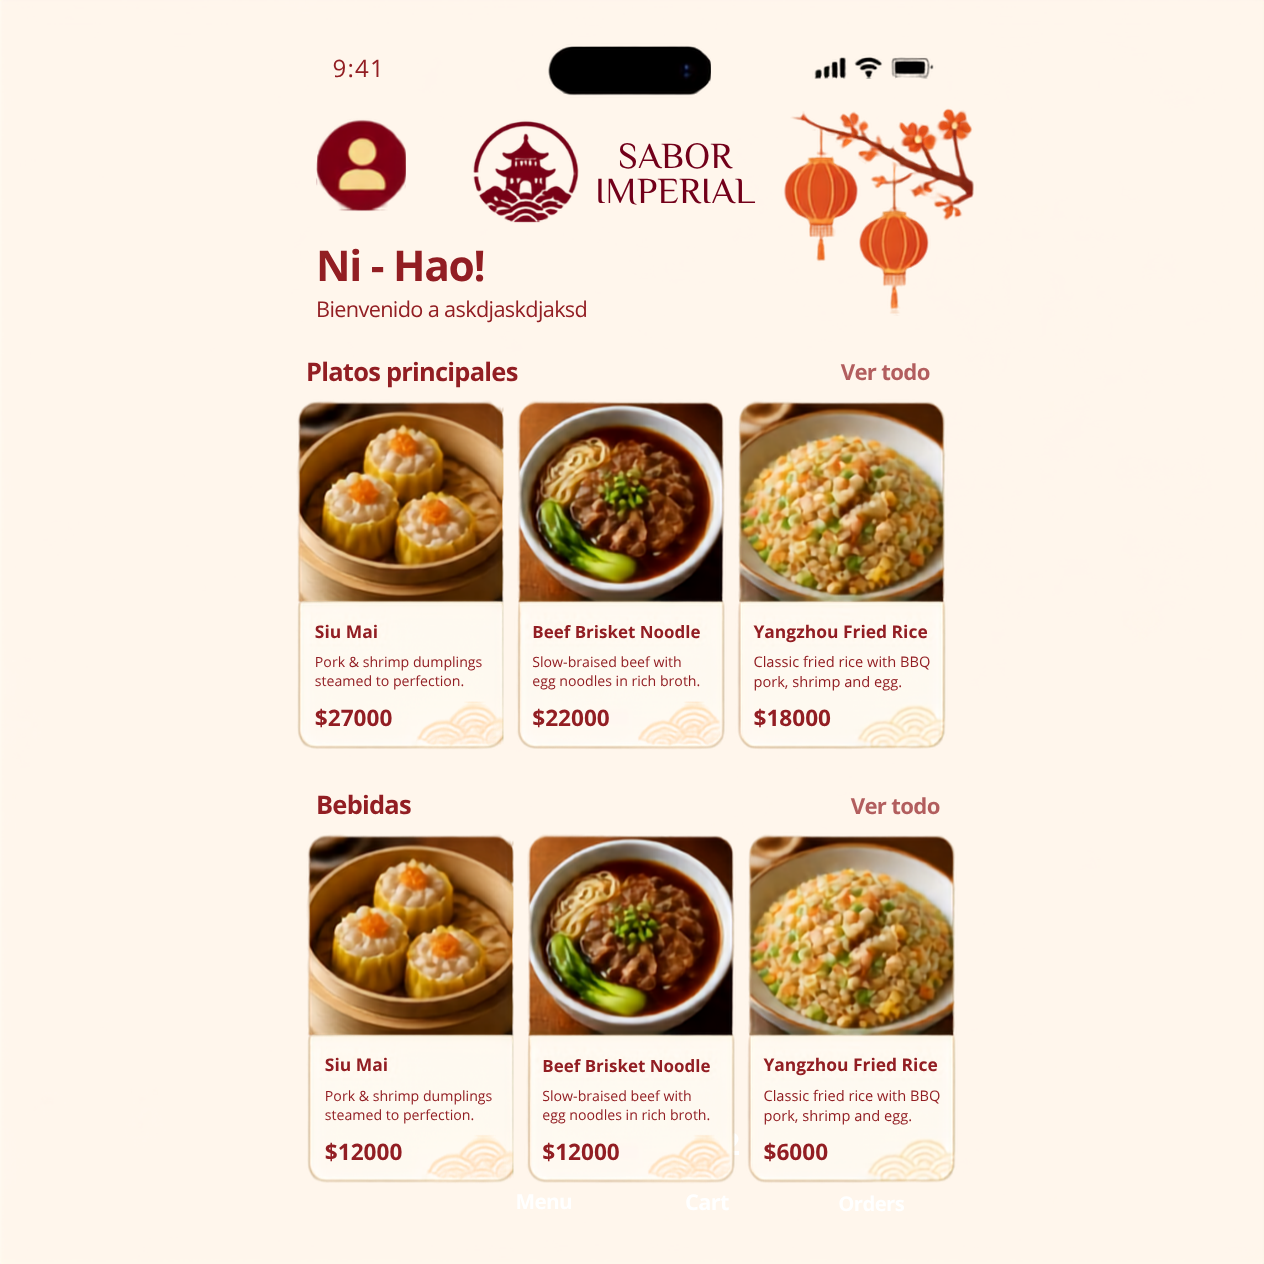 9:41
SABOR
IMPERIAL
Ni - Hao!
Bienvenido a askdjaskdjaksd
Platos principales
Ver todo
Siu Mai
Pork & shrimp dumplings
steamed to perfection.
$27000
Beef Brisket Noodle
Slow-braised beef with
egg noodles in rich broth.
$22000
Yangzhou Fried Rice
Classic fried rice with BBQ
pork, shrimp and egg.
$18000
Bebidas
Ver todo
Siu Mai
Pork & shrimp dumplings
steamed to perfection.
$12000
Beef Brisket Noodle
Slow-braised beef with
egg noodles in rich broth.
$12000
Yangzhou Fried Rice
Classic fried rice with BBQ
pork, shrimp and egg.
$6000
Menu
Cart
Orders